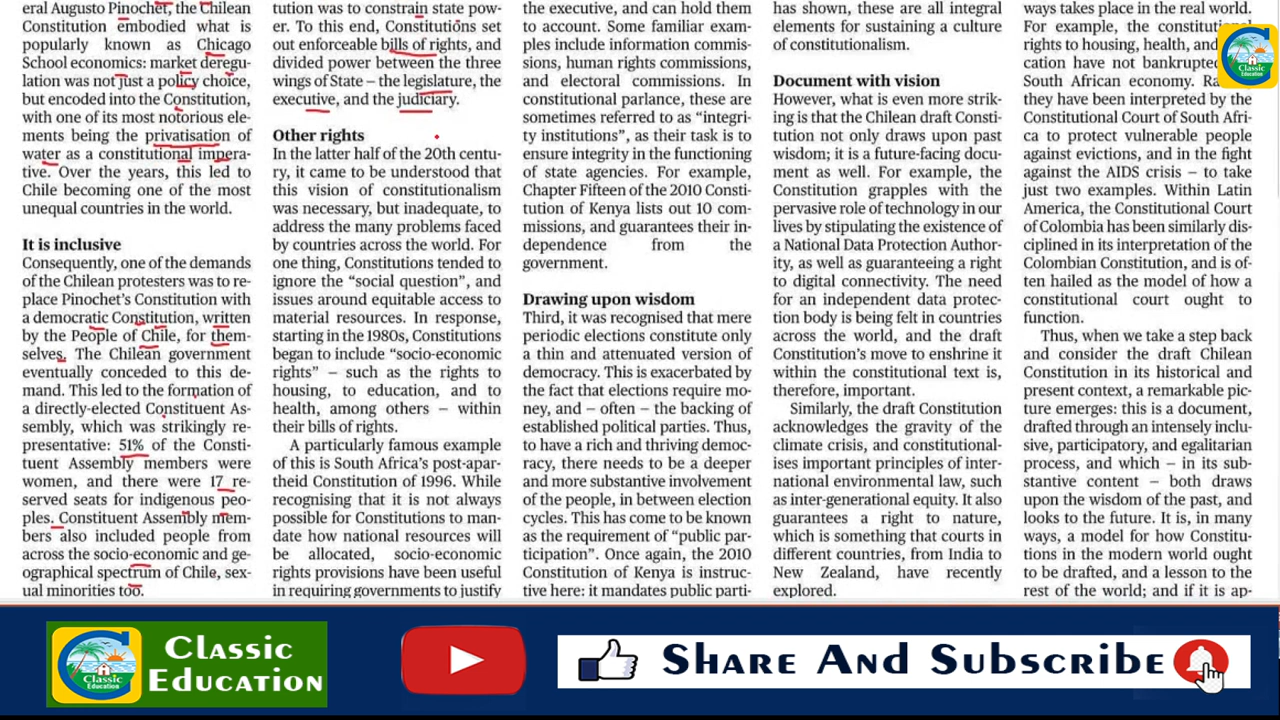 eral Augusto Pinochet, the Chilean
Constitution embodied what is
popularly known as Chicago
School economics: market deregu-
lation was not just a policy choice,
but encoded into the Constitution,
with one of its most notorious ele-
ments being the privatisation of
water as a constitutional impera-
tive. Over the years, this led to
Chile becoming one of the most
unequal countries in the world.
It is inclusive
Consequently, one of the demands
of the Chilean protesters was to re-
place Pinochet's Constitution with
a democratic Constitution, written
by the People of Chile, for them-
selves. The Chilean government
eventually conceded to this de-
mand. This led to the formation of
a directly-elected Constituent As-
sembly, which was strikingly re-
presentative: 51% of the Consti-
tuent Assembly members were
women, and there were 17 re-
served seats for indigenous peo-
ples. Constituent Assembly mem-
bers also included people from
across the socio-economic and ge-
ographical spectrum of Chile, sex-
ual minorities too.
tution was to constrain state pow-
er. To this end, Constitutions set
out enforceable bills of rights, and
divided power between the three
wings of State – the legislature, the
executive, and the judiciary.
Other rights
In the latter half of the 20th centu-
ry, it came to be understood that
this vision of constitutionalism
was necessary, but inadequate, to
address the many problems faced
by countries across the world. For
one thing, Constitutions tended to
ignore the "social question", and
issues around equitable access to
material resources. In response,
starting in the 1980s, Constitutions
began to include "socio-economic
rights" – such as the rights to
housing, to education, and to
health, among others – within
their bills of rights.
A particularly famous example
of this is South Africa's post-apar-
theid Constitution of 1996. While
recognising that it is not always
possible for Constitutions to man-
date how national resources will
be allocated, socio-economic
rights provisions have been useful
in requiring governments to justify
the executive, and can hold them
to account. Some familiar exam-
ples include information commis-
sions, human rights commissions,
and electoral commissions. In
constitutional parlance, these are
sometimes referred to as "integri-
ty institutions", as their task is to
ensure integrity in the functioning
of state agencies. For example,
Chapter Fifteen of the 2010 Consti-
tution of Kenya lists out 10 com-
missions, and guarantees their in-
dependence from the
government.
Drawing upon wisdom
Third, it was recognised that mere
periodic elections constitute only
a thin and attenuated version of
democracy. This is exacerbated by
the fact that elections require mo-
ney, and – often – the backing of
established political parties. Thus,
to have a rich and thriving democ-
racy, there needs to be a deeper
and more substantive involvement
of the people, in between election
cycles. This has come to be known
as the requirement of "public par-
ticipation". Once again, the 2010
Constitution of Kenya is instruc-
tive here: it mandates public parti-
has shown, these are all integral
elements for sustaining a culture
of constitutionalism.
Document with vision
However, what is even more strik-
ing is that the Chilean draft Consti-
tution not only draws upon past
wisdom; it is a future-facing docu-
ment as well. For example, the
Constitution grapples with the
pervasive role of technology in our
lives by stipulating the existence of
a National Data Protection Author-
ity, as well as guaranteeing a right
to digital connectivity. The need
for an independent data protec-
tion body is being felt in countries
across the world, and the draft
Constitution's move to enshrine it
within the constitutional text is,
therefore, important.
Similarly, the draft Constitution
acknowledges the gravity of the
climate crisis, and constitutional-
ises important principles of inter-
national environmental law, such
as inter-generational equity. It also
guarantees a right to nature,
which is something that courts in
different countries, from India to
New Zealand, have recently
explored.
ways takes place in the real world.
For example, the constitutional
rights to housing, health, and
cation have not bankrupted
South African economy.
they have been interpreted by the
Constitutional Court of South Afri-
ca to protect vulnerable people
against evictions, and in the fight
against the AIDS crisis – to take
just two examples. Within Latin
America, the Constitutional Court
of Colombia has been similarly dis-
ciplined in its interpretation of the
Colombian Constitution, and is of-
ten hailed as the model of how a
constitutional court ought to
function.
Thus, when we take a step back
and consider the draft Chilean
Constitution in its historical and
present context, a remarkable pic-
ture emerges: this is a document,
drafted through an intensely inclu-
sive, participatory, and egalitarian
process, and which – in its sub-
stantive content – both draws
upon the wisdom of the past, and
looks to the future. It is, in many
ways, a model for how Constitu-
tions in the modern world ought
to be drafted, and a lesson to the
rest of the world; and if it is ap-
Classic
Education
Classic
Education
Classic
Education
Share And Subscribe